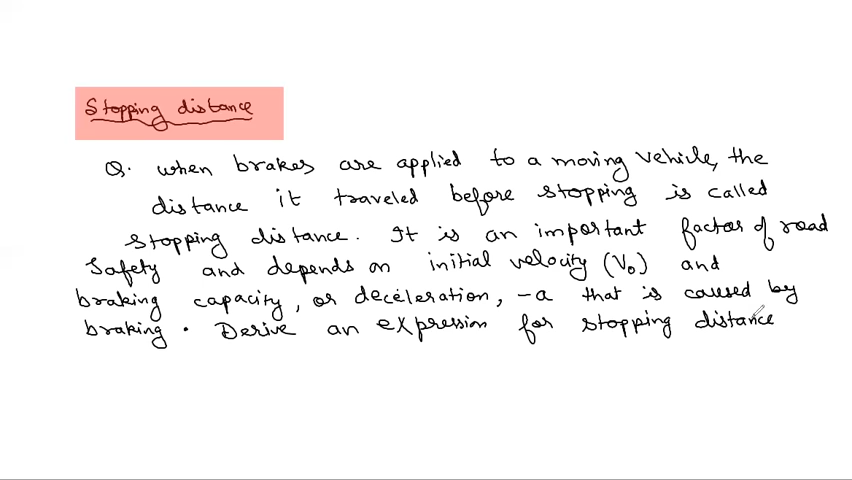 Stopping distance
Q. when brakes are applied to a moving vehicle, the
distance it traveled before stopping is called
stopping distance. It is an important factor of road
Safety and depends on initial velocity (V₀) and
braking capacity, or deceleration, -a that is caused by
braking. Derive an expression for stopping distance